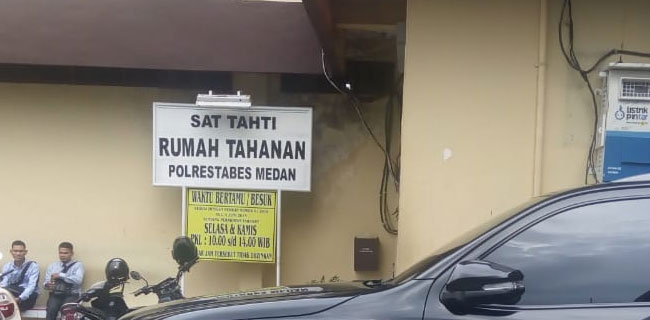 SAT TAHTI
RUMAH TAHANAN
POLRESTABES MEDAN
WAKTU BERTAMU / BESUK
SELASA & KAMIS
PKL : 10.00 s/d 14.00 WIB
listrik
pintar